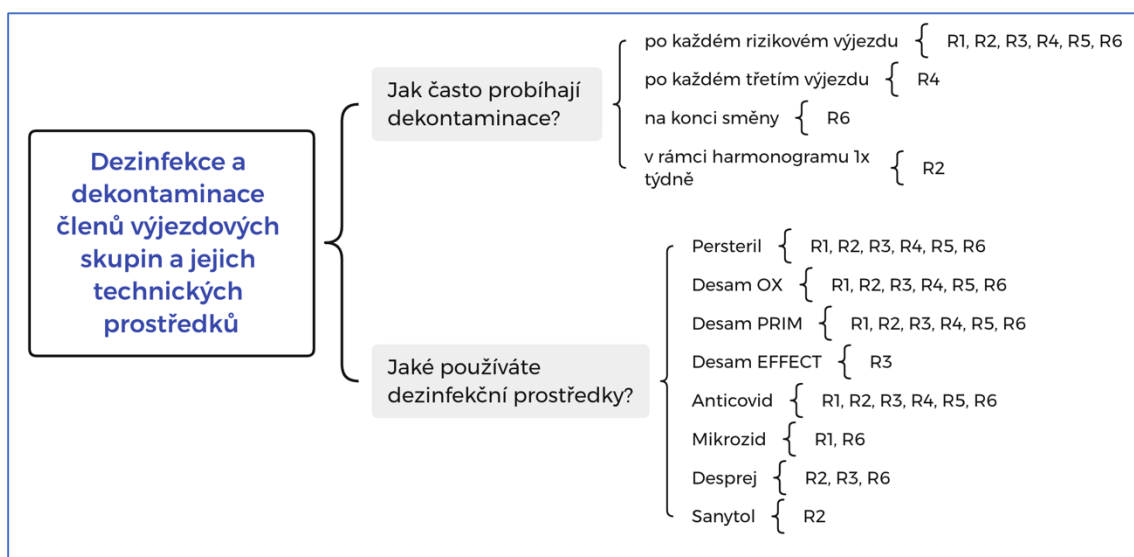 Dezinfekce a
dekontaminace
členů výjezdových
skupin a jejich
technických
prostředků
Jak často probíhají
dekontaminace?
po každém rizikovém výjezdu R1, R2, R3, R4, R5, R6
po každém třetím výjezdu R4
na konci směny R6
v rámci harmonogramu 1x
týdně
R2
Jaké používáte
dezinfekční prostředky?
Persteril R1, R2, R3, R4, R5, R6
Desam OX R1, R2, R3, R4, R5, R6
Desam PRIM R1, R2, R3, R4, R5, R6
Desam EFFECT R3
Anticovid R1, R2, R3, R4, R5, R6
Mikrozid R1, R6
Desprej R2, R3, R6
Sanytol R2